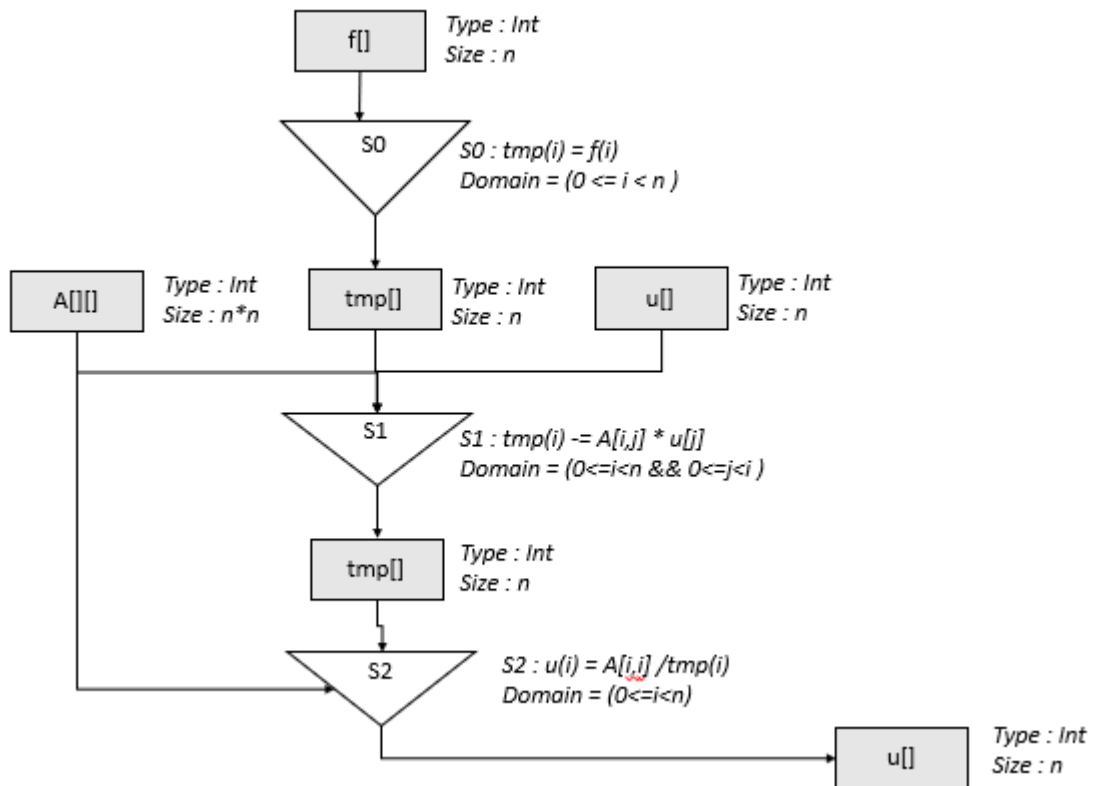 f[]
Type : Int
Size : n
S0
S0 : tmp(i) = f(i)
Domain = (0 <= i < n )
A[][]
Type : Int
Size : n*n
tmp[]
Type : Int
Size : n
u[]
Type : Int
Size : n
S1
S1 : tmp(i) -= A[i,j] * u[j]
Domain = (0<=i<n && 0<=j<i )
tmp[]
Type : Int
Size : n
S2
S2 : u(i) = A[i,i] /tmp(i)
Domain = (0<=i<n)
u[]
Type : Int
Size : n